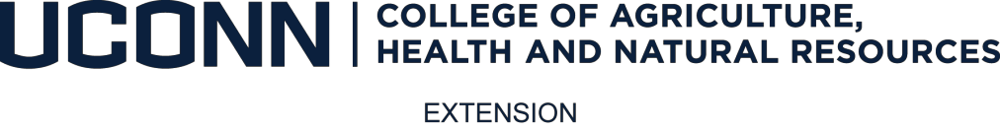 UCONN | COLLEGE OF AGRICULTURE,
HEALTH AND NATURAL RESOURCES
EXTENSION